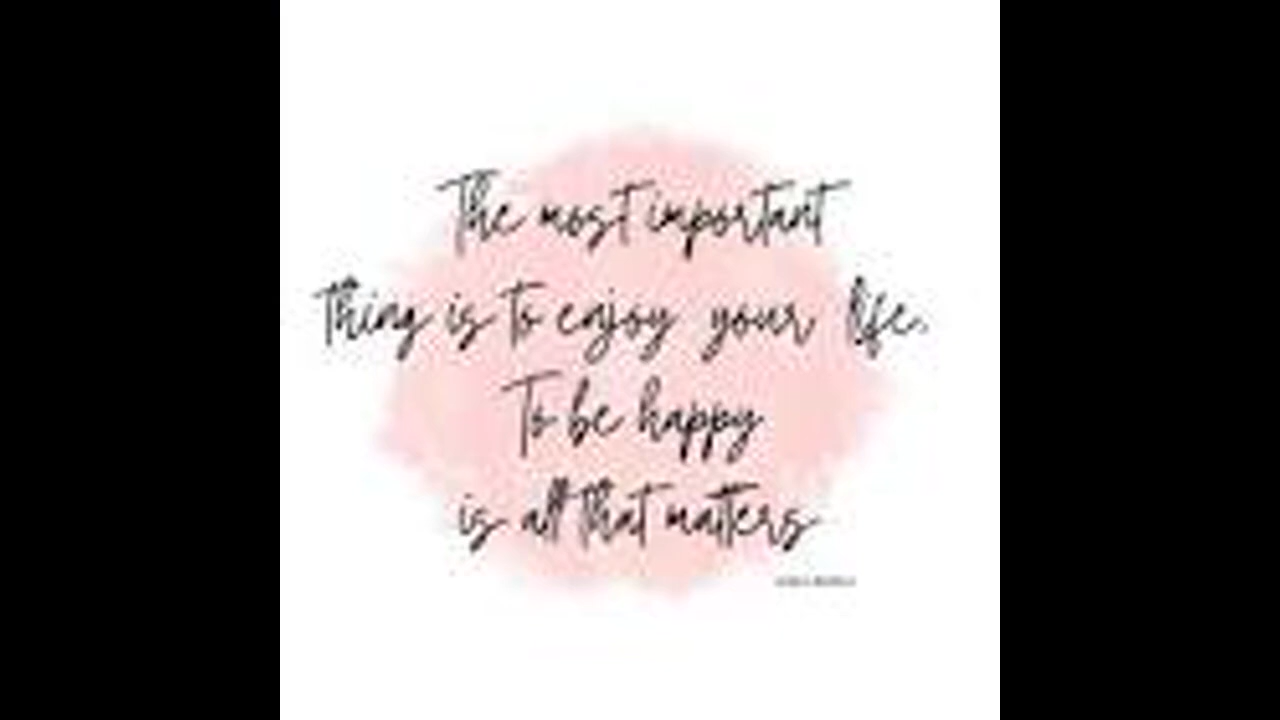 The most important
thing is to enjoy your life.
To be happy
is all that matters